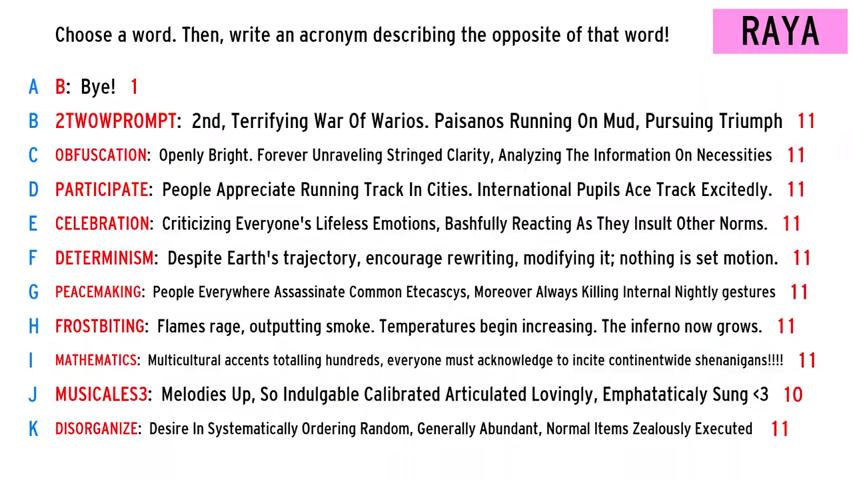 Choose a word. Then, write an acronym describing the opposite of that word!
RAYA
A B: Bye! 1
B 2TWOWPROMPT: 2nd, Terrifying War Of Warios. Paisanos Running On Mud, Pursuing Triumph 11
C OBFUSCATION: Openly Bright. Forever Unraveling Stringed Clarity, Analyzing The Information On Necessities 11
D PARTICIPATE: People Appreciate Running Track In Cities. International Pupils Ace Track Excitedly. 11
E CELEBRATION: Criticizing Everyone's Lifeless Emotions, Bashfully Reacting As They Insult Other Norms. 11
F DETERMINISM: Despite Earth's trajectory, encourage rewriting, modifying it; nothing is set motion. 11
G PEACEMAKING: People Everywhere Assassinate Common Etecascys, Moreover Always Killing Internal Nightly gestures 11
H FROSTBITING: Flames rage, outputting smoke. Temperatures begin increasing. The inferno now grows. 11
I MATHEMATICS: Multicultural accents totalling hundreds, everyone must acknowledge to incite continentwide shenanigans!!!! 11
J MUSICALES3: Melodies Up, So Indulgable Calibrated Articulated Lovingly, Emphataticaly Sung <3 10
K DISORGANIZE: Desire In Systematically Ordering Random, Generally Abundant, Normal Items Zealously Executed 11